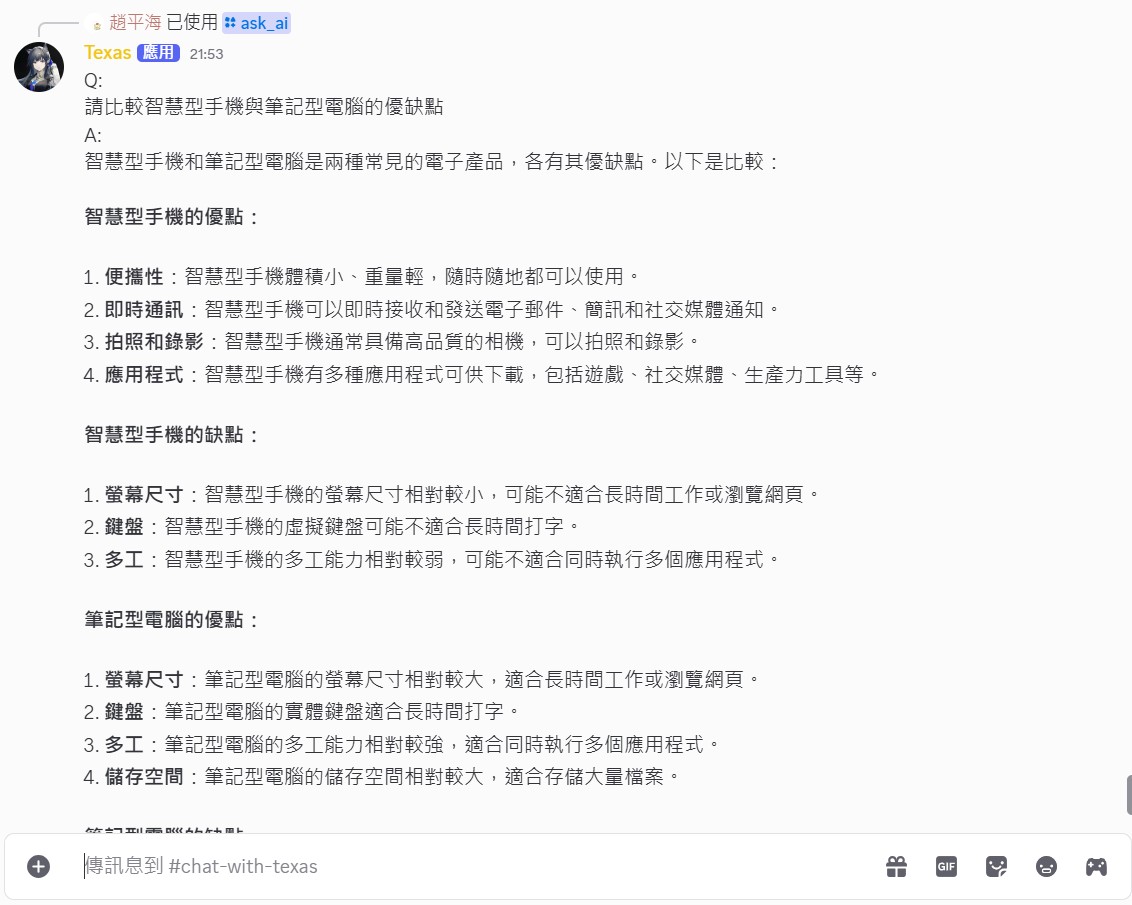 趙平海 已使用 ask_ai
Texas 應用 21:53
Q:
請比較智慧型手機與筆記型電腦的優缺點
A:
智慧型手機和筆記型電腦是兩種常見的電子產品，各有其優缺點。以下是比較：
智慧型手機的優點：
1. 便攜性：智慧型手機體積小、重量輕，隨時隨地都可以使用。
2. 即時通訊：智慧型手機可以即時接收和發送電子郵件、簡訊和社交媒體通知。
3. 拍照和錄影：智慧型手機通常具備高品質的相機，可以拍照和錄影。
4. 應用程式：智慧型手機有多種應用程式可供下載，包括遊戲、社交媒體、生產力工具等。
智慧型手機的缺點：
1. 螢幕尺寸：智慧型手機的螢幕尺寸相對較小，可能不適合長時間工作或瀏覽網頁。
2. 鍵盤：智慧型手機的虛擬鍵盤可能不適合長時間打字。
3. 多工：智慧型手機的多工能力相對較弱，可能不適合同時執行多個應用程式。
筆記型電腦的優點：
1. 螢幕尺寸：筆記型電腦的螢幕尺寸相對較大，適合長時間工作或瀏覽網頁。
2. 鍵盤：筆記型電腦的實體鍵盤適合長時間打字。
3. 多工：筆記型電腦的多工能力相對較強，適合同時執行多個應用程式。
4. 儲存空間：筆記型電腦的儲存空間相對較大，適合存儲大量檔案。
筆記型電腦的缺點
傳訊息到 #chat-with-texas
GIF